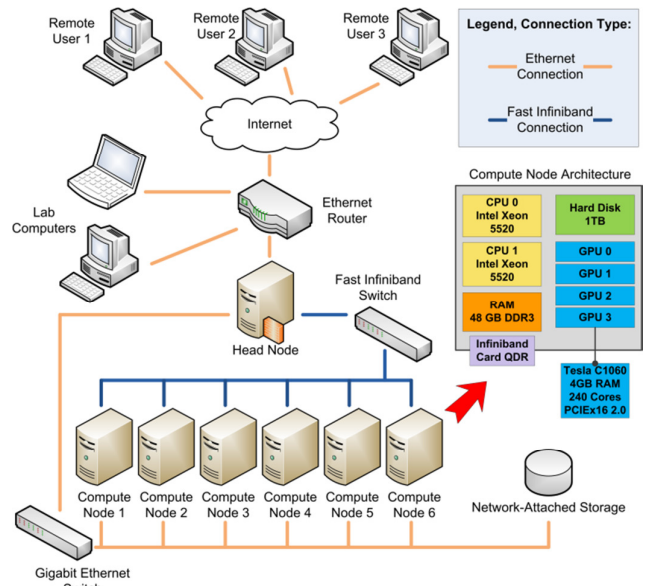 Remote
User 1
Remote
User 2
Remote
User 3
Legend, Connection Type:
Ethernet
Connection
Fast Infiniband
Connection
Internet
Lab
Computers
Ethernet
Router
Fast Infiniband
Switch
Head Node
Compute Node Architecture
CPU 0
Intel Xeon
5520
Hard Disk
1TB
CPU 1
Intel Xeon
5520
GPU 0
GPU 1
GPU 2
GPU 3
RAM
48 GB DDR3
Infiniband
Card QDR
Tesla C1060
4GB RAM
240 Cores
PCIEx16 2.0
Compute
Node 1
Compute
Node 2
Compute
Node 3
Compute
Node 4
Compute
Node 5
Compute
Node 6
Network-Attached Storage
Gigabit Ethernet